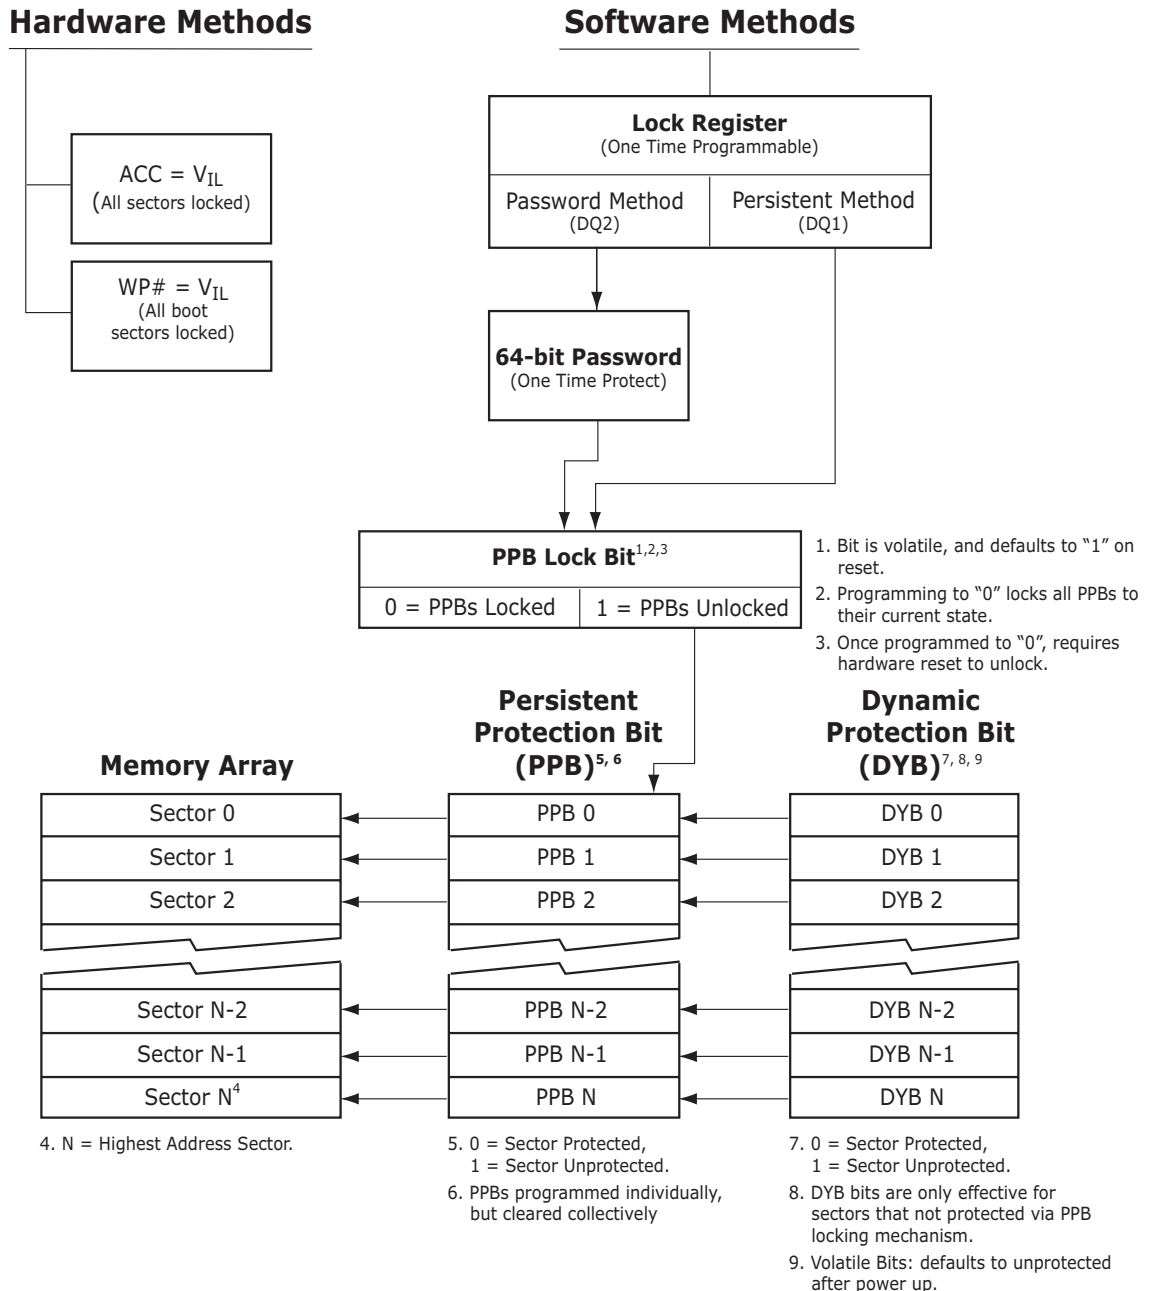 Hardware Methods
Software Methods
ACC = VIL
(All sectors locked)
WP# = VIL
(All boot
sectors locked)
Lock Register
(One Time Programmable)
Password Method
(DQ2)
Persistent Method
(DQ1)
64-bit Password
(One Time Protect)
PPB Lock Bit1,2,3
0 = PPBs Locked
1 = PPBs Unlocked
1. Bit is volatile, and defaults to “1” on
reset.
2. Programming to “0” locks all PPBs to
their current state.
3. Once programmed to “0”, requires
hardware reset to unlock.
Memory Array
Persistent
Protection Bit
(PPB)5, 6
Dynamic
Protection Bit
(DYB)7, 8, 9
Sector 0
PPB 0
DYB 0
Sector 1
PPB 1
DYB 1
Sector 2
PPB 2
DYB 2
Sector N-2
PPB N-2
DYB N-2
Sector N-1
PPB N-1
DYB N-1
Sector N4
PPB N
DYB N
4. N = Highest Address Sector.
5. 0 = Sector Protected,
1 = Sector Unprotected.
6. PPBs programmed individually,
but cleared collectively
7. 0 = Sector Protected,
1 = Sector Unprotected.
8. DYB bits are only effective for
sectors that not protected via PPB
locking mechanism.
9. Volatile Bits: defaults to unprotected
after power up.